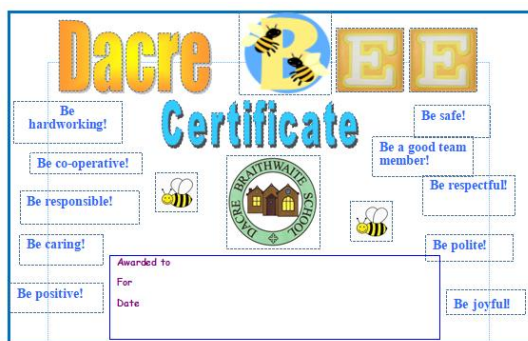 Dacre BEE
Certificate
Be
hardworking!
Be co-operative!
Be responsible!
Be caring!
Be positive!
Be safe!
Be a good team
member!
Be respectful!
Be polite!
Be joyful!
DACRE BRAITHWAITE SCHOOL
Awarded to
For
Date